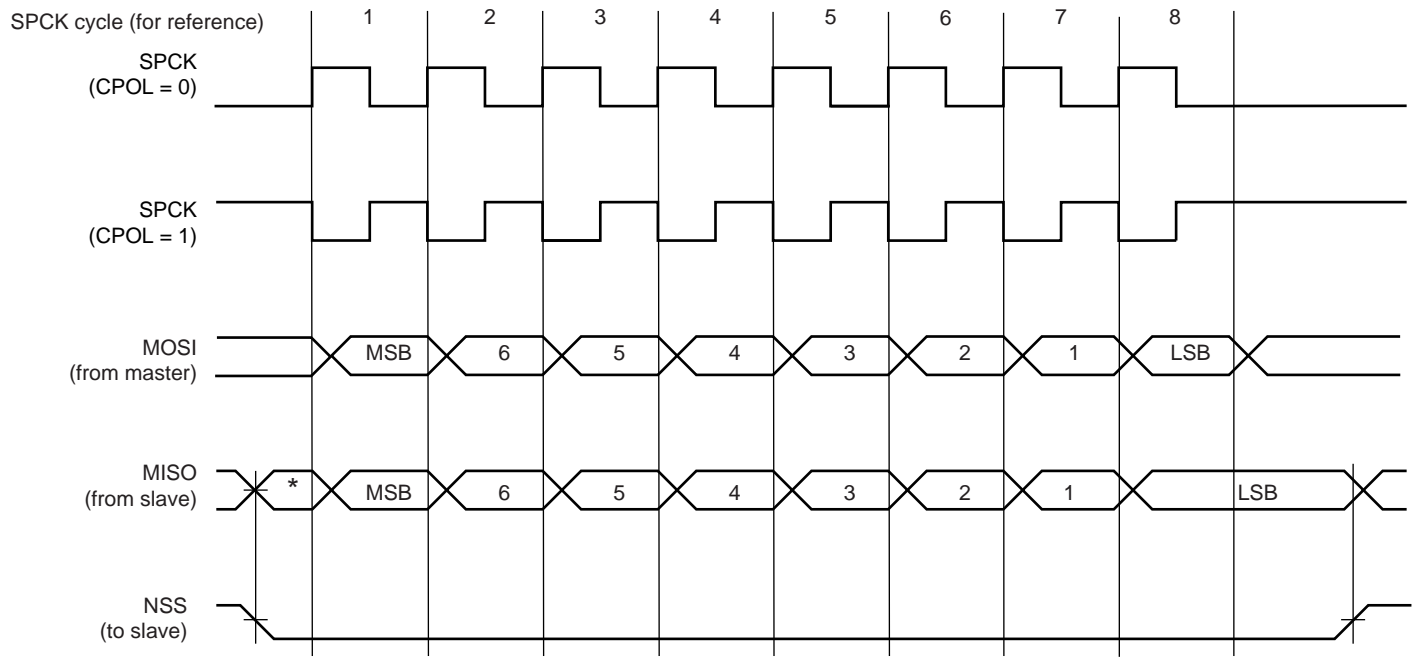 SPCK cycle (for reference) 1 2 3 4 5 6 7 8
SPCK
(CPOL = 0)
SPCK
(CPOL = 1)
MOSI
(from master)
MSB 6 5 4 3 2 1 LSB
MISO
(from slave)
* MSB 6 5 4 3 2 1 LSB
NSS
(to slave)